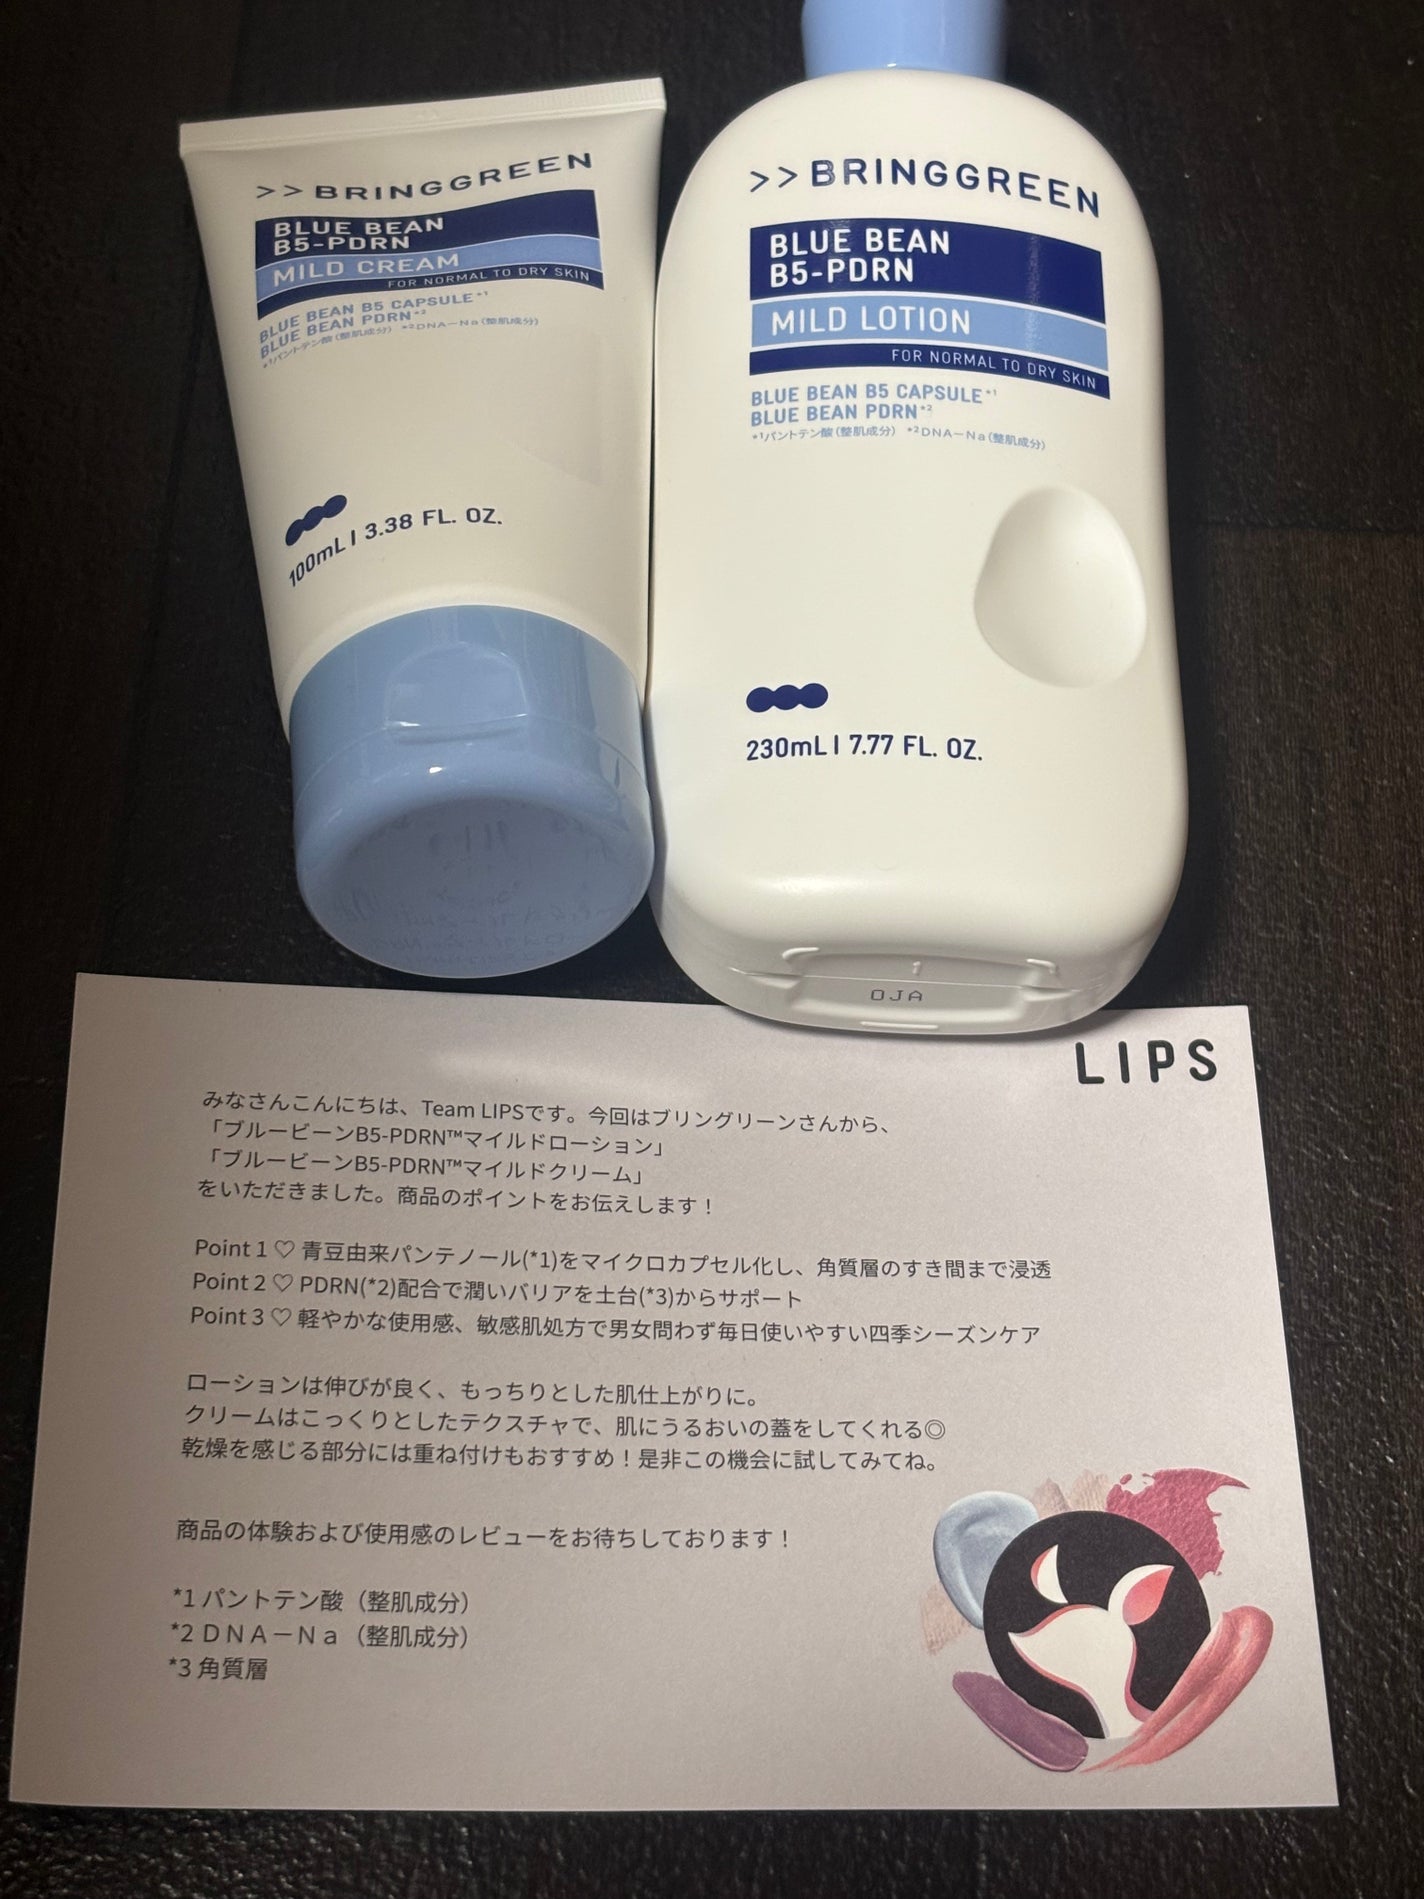 >> BRINGGREEN
BLUE BEAN
B5-PDRN
MILD CREAM
FOR NORMAL TO DRY SKIN
BLUE BEAN B5 CAPSULE*1
BLUE BEAN PDRN*2
*1パントテン酸(整肌成分) *2DNA-Na(整肌成分)
100mL | 3.38 FL. OZ.
>> BRINGGREEN
BLUE BEAN
B5-PDRN
MILD LOTION
FOR NORMAL TO DRY SKIN
BLUE BEAN B5 CAPSULE*1
BLUE BEAN PDRN*2
*1パントテン酸(整肌成分) *2DNA-Na(整肌成分)
230mL | 7.77 FL. OZ.
1
OJA
LIPS
みなさんこんにちは、Team LIPSです。今回はブリングリーンさんから、
「ブルービーンB5-PDRN™マイルドローション」
「ブルービーンB5-PDRN™マイルドクリーム」
をいただきました。商品のポイントをお伝えします！
Point 1 ♡ 青豆由来パンテノール(*1)をマイクロカプセル化し、角質層のすき間まで浸透
Point 2 ♡ PDRN(*2)配合で潤いバリアを土台(*3)からサポート
Point 3 ♡ 軽やかな使用感、敏感肌処方で男女問わず毎日使いやすい四季シーズンケア
ローションは伸びが良く、もっちりとした肌仕上がりに。
クリームはこっくりとしたテクスチャで、肌にうるおいの蓋をしてくれる◎
乾燥を感じる部分には重ね付けもおすすめ！是非この機会に試してみてね。
商品の体験および使用感のレビューをお待ちしております！
*1 パントテン酸（整肌成分）
*2 ＤＮＡ－Ｎａ（整肌成分）
*3 角質層